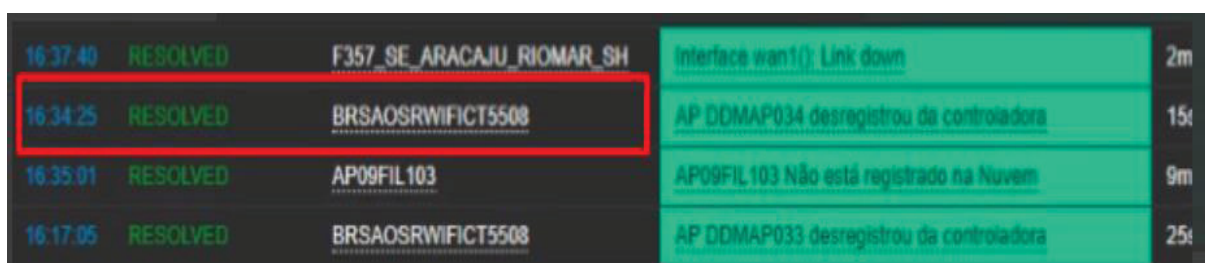 16:37:40 RESOLVED F357_SE_ARACAJU_RIOMAR_SH Interface wan1(): Link down 2m
16:34:25 RESOLVED BRSAOSRWIFICT5508 AP DDMAP034 desregistrou da controladora 15s
16:35:01 RESOLVED AP09FIL103 AP09FIL103 Não está registrado na Nuvem 9m
16:17:05 RESOLVED BRSAOSRWIFICT5508 AP DDMAP033 desregistrou da controladora 25s